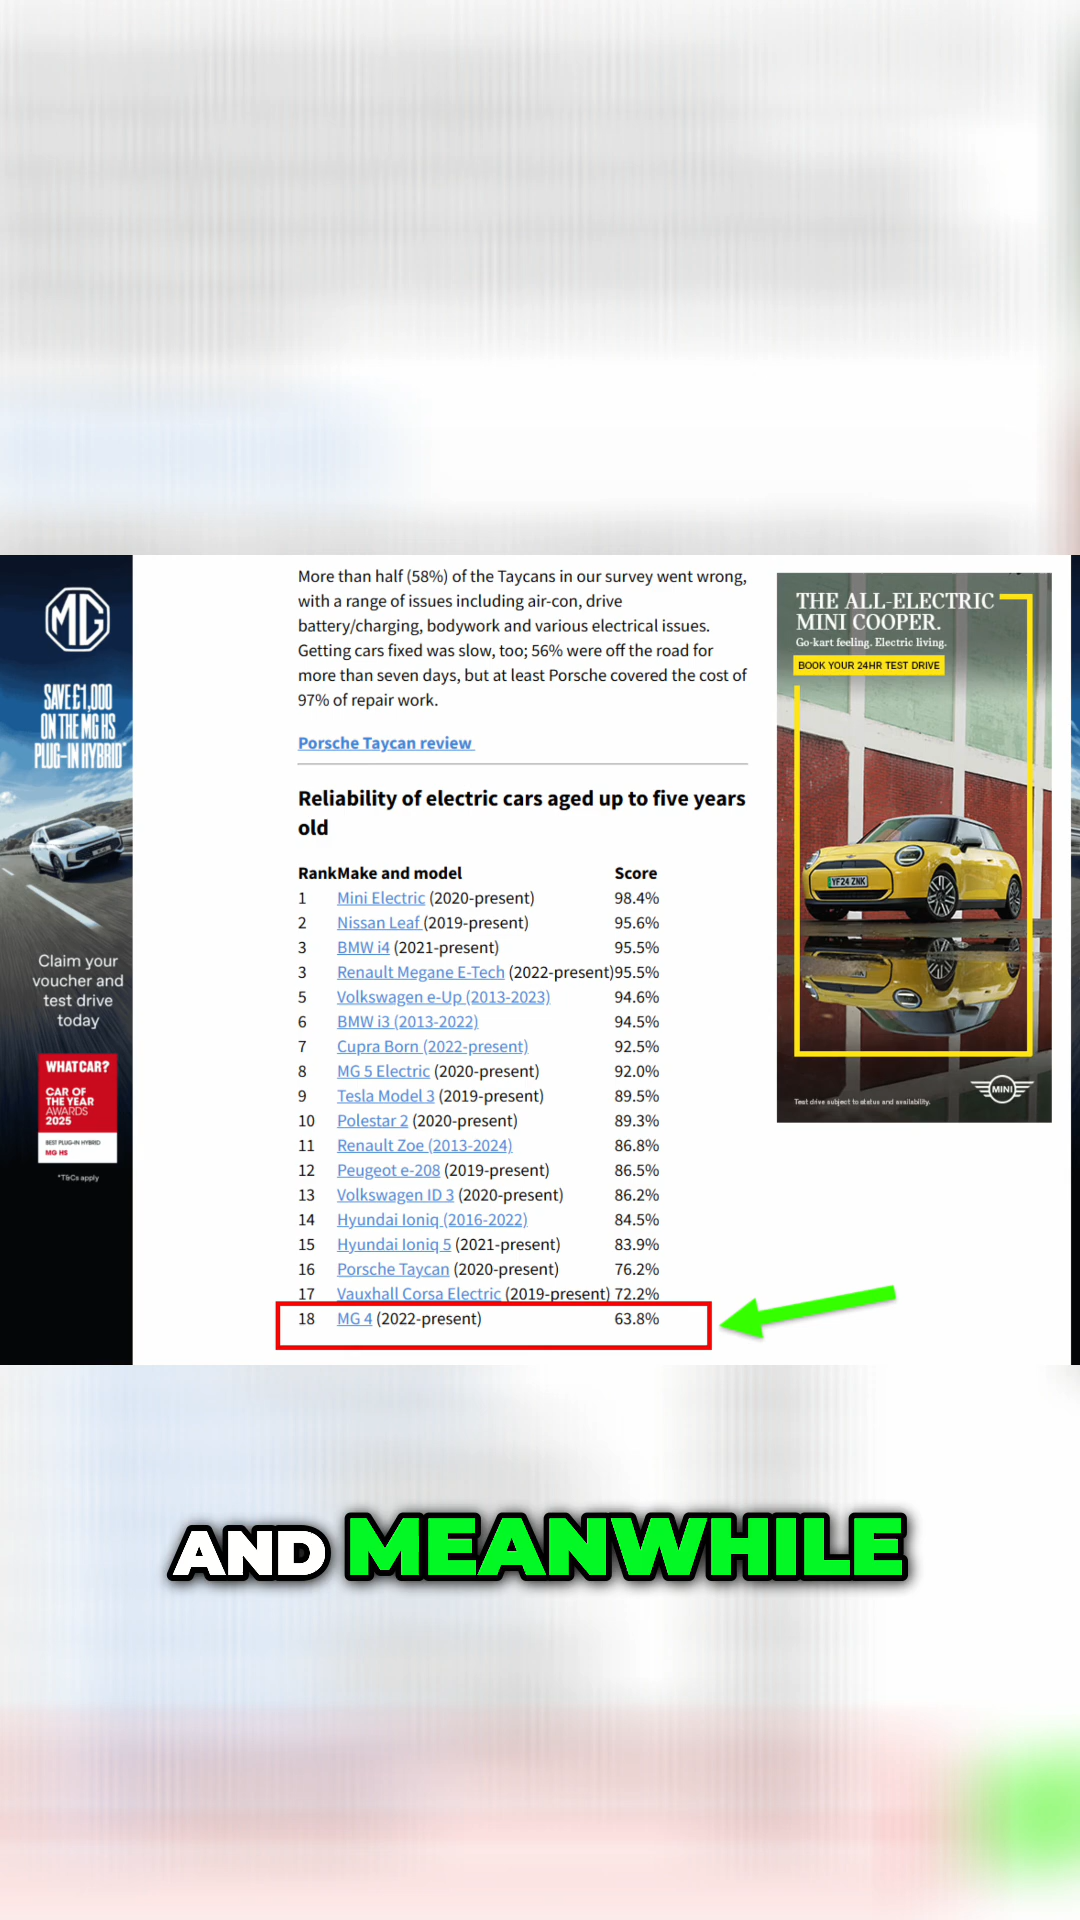 More than half (58%) of the Taycans in our survey went wrong,
with a range of issues including air-con, drive
battery/charging, bodywork and various electrical issues.
Getting cars fixed was slow, too; 56% were off the road for
more than seven days, but at least Porsche covered the cost of
97% of repair work.
Porsche Taycan review
Reliability of electric cars aged up to five years
old
Rank Make and model Score
1 Mini Electric (2020-present) 98.4%
2 Nissan Leaf (2019-present) 95.6%
3 BMW i4 (2021-present) 95.5%
3 Renault Megane E-Tech (2022-present) 95.5%
5 Volkswagen e-Up (2013-2023) 94.6%
6 BMW i3 (2013-2022) 94.5%
7 Cupra Born (2022-present) 92.5%
8 MG 5 Electric (2020-present) 92.0%
9 Tesla Model 3 (2019-present) 89.5%
10 Polestar 2 (2020-present) 89.3%
11 Renault Zoe (2013-2024) 86.8%
12 Peugeot e-208 (2019-present) 86.5%
13 Volkswagen ID 3 (2020-present) 86.2%
14 Hyundai Ioniq (2016-2022) 84.5%
15 Hyundai Ioniq 5 (2021-present) 83.9%
16 Porsche Taycan (2020-present) 76.2%
17 Vauxhall Corsa Electric (2019-present) 72.2%
18 MG 4 (2022-present) 63.8%
MG
SAVE £1,000
ON THE MG HS
PLUG-IN HYBRID*
Claim your
voucher and
test drive
today
WHATCAR?
CAR OF
THE YEAR
AWARDS
2025
BEST PLUG-IN HYBRID
MG HS
*T&Cs apply
THE ALL-ELECTRIC
MINI COOPER.
Go-kart feeling. Electric living.
BOOK YOUR 24HR TEST DRIVE
YF24 ZNK
MINI
Test drive subject to status and availability.
AND MEANWHILE